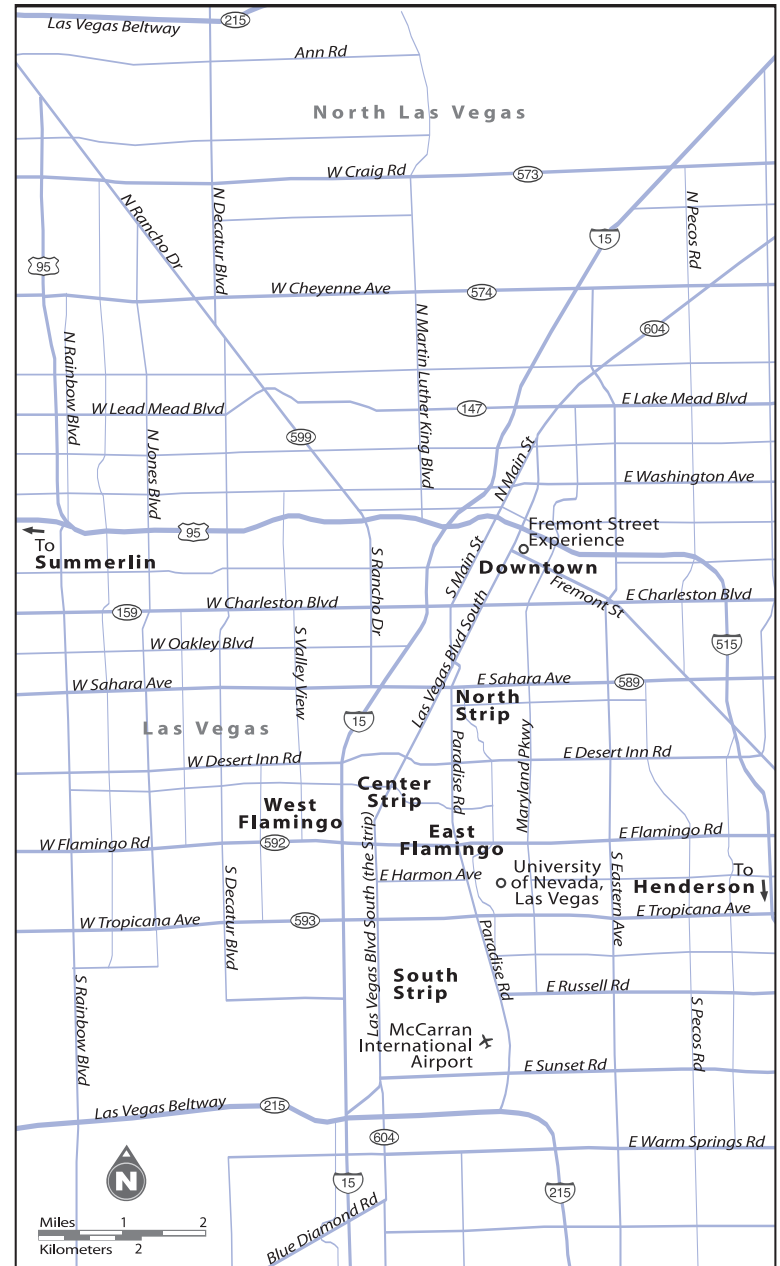 Las Vegas Beltway
215
Ann Rd
North Las Vegas
W Craig Rd
573
N Rancho Dr
N Decatur Blvd
N Pecos Rd
15
95
W Cheyenne Ave
574
604
N Rainbow Blvd
N Martin Luther King Blvd
W Lead Mead Blvd
147
E Lake Mead Blvd
599
N Jones Blvd
N Main St
E Washington Ave
95
Fremont Street
Experience
To
Summerlin
Downtown
S Rancho Dr
S Main St
Fremont St
159
W Charleston Blvd
E Charleston Blvd
515
W Oakley Blvd
S Valley View
Las Vegas Blvd South
W Sahara Ave
E Sahara Ave
589
North
Strip
15
Las Vegas
Paradise Rd
Maryland Pkwy
W Desert Inn Rd
E Desert Inn Rd
Center
Strip
West
Flamingo
East
Flamingo
W Flamingo Rd
592
E Flamingo Rd
Las Vegas Blvd South (the Strip)
E Harmon Ave
University
of Nevada,
Las Vegas
S Eastern Ave
To
Henderson
S Decatur Blvd
W Tropicana Ave
593
E Tropicana Ave
Paradise Rd
South
Strip
E Russell Rd
S Rainbow Blvd
S Pecos Rd
McCarran
International
Airport
E Sunset Rd
Las Vegas Beltway
215
604
E Warm Springs Rd
N
15
215
Blue Diamond Rd
Miles 1 2
Kilometers 2